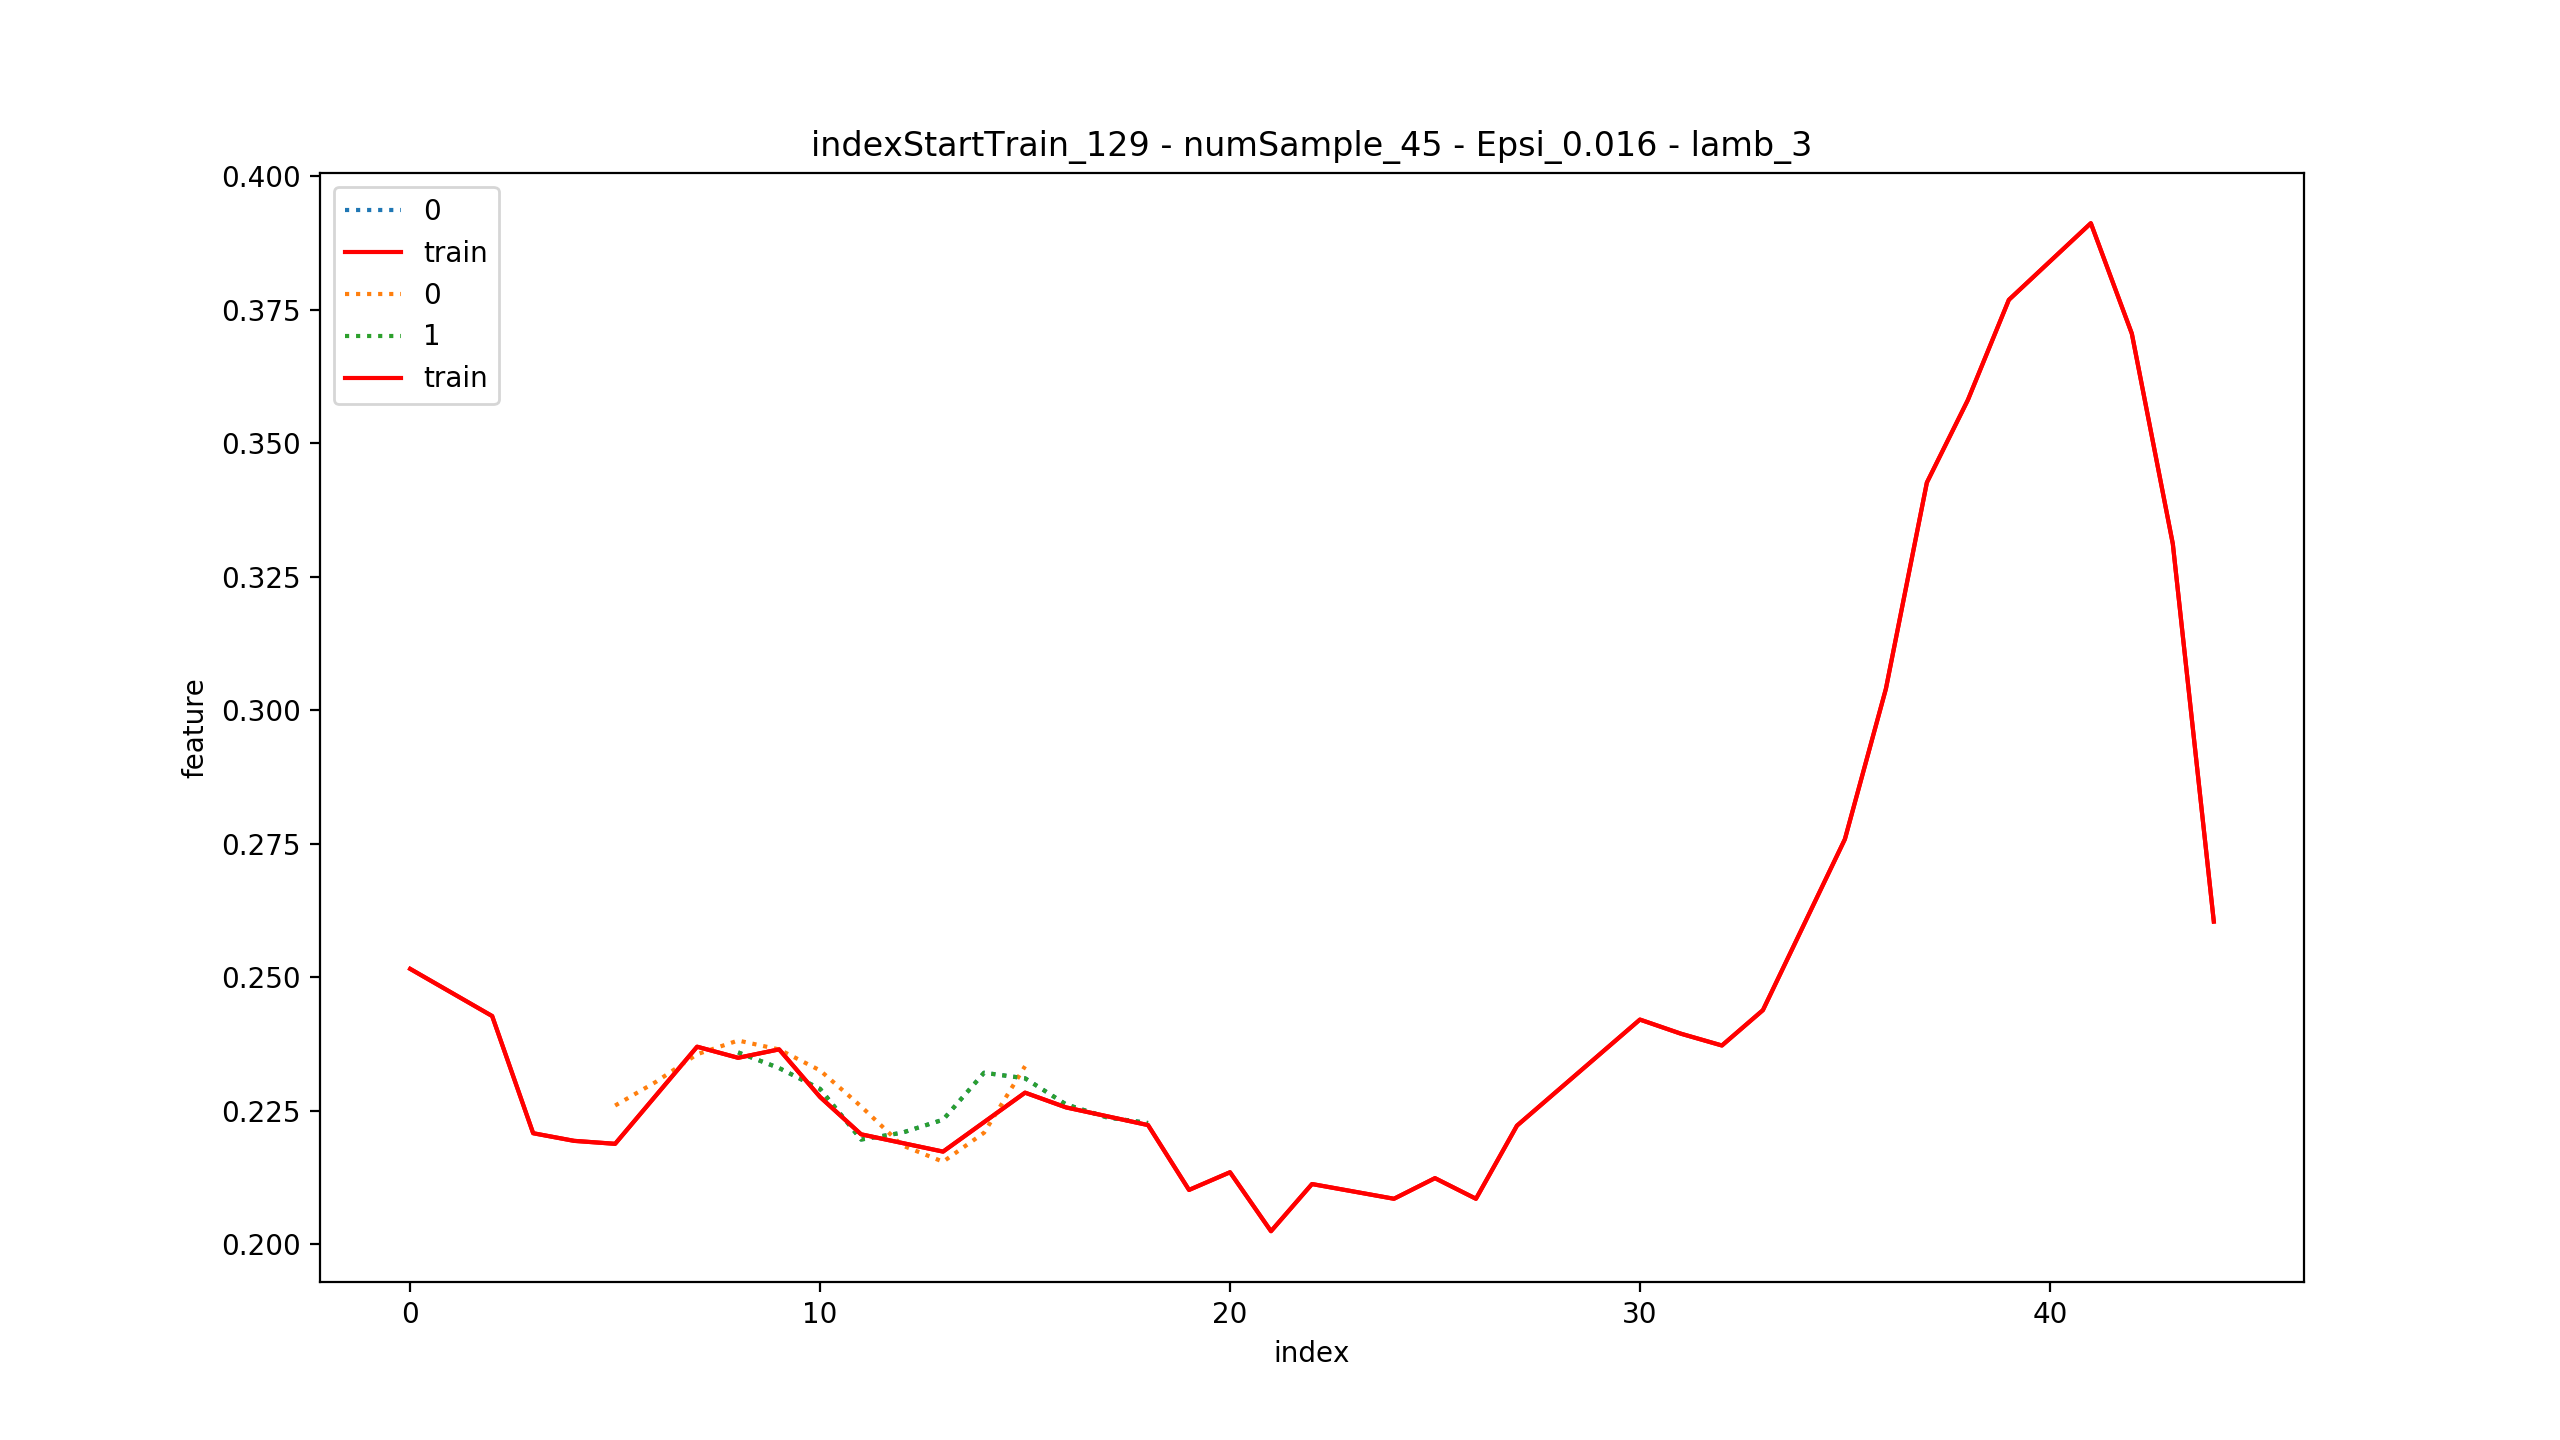 indexStartTrain_129 - numSample_45 - Epsi_0.016 - lamb_3
0
train
0
1
train
0.400
0.375
0.350
0.325
0.300
0.275
0.250
0.225
0.200
feature
0 10 20 30 40
index